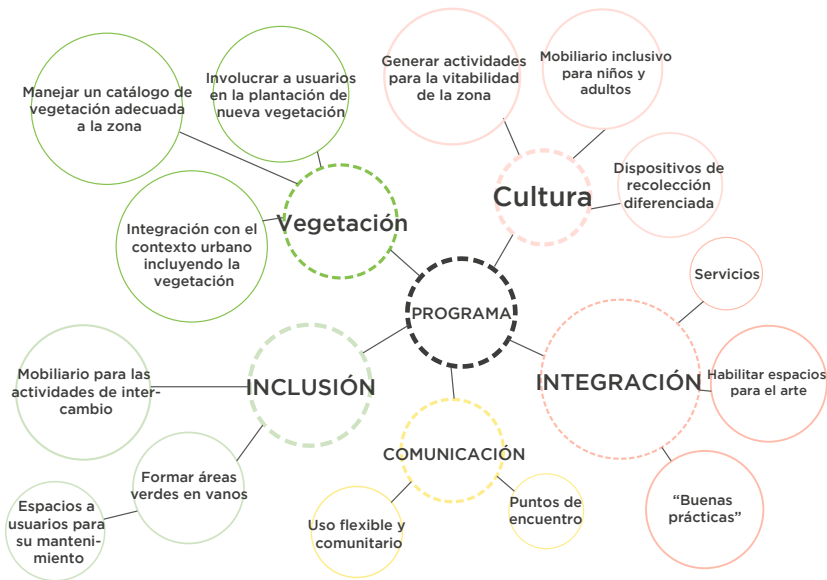 Manejar un catálogo de
vegetación adecuada
a la zona
Involucrar a usuarios
en la plantación de
nueva vegetación
Integración con el
contexto urbano
incluyendo la
vegetación
Vegetación
Generar actividades
para la vitabilidad
de la zona
Mobiliario inclusivo
para niños y
adultos
Dispositivos de
recolección
diferenciada
Cultura
PROGRAMA
Servicios
Habilitar espacios
para el arte
“Buenas
prácticas”
INTEGRACIÓN
INCLUSIÓN
Mobiliario para las
actividades de inter-
cambio
Formar áreas
verdes en vanos
Espacios a
usuarios para
su manteni-
miento
COMUNICACIÓN
Uso flexible y
comunitario
Puntos de
encuentro